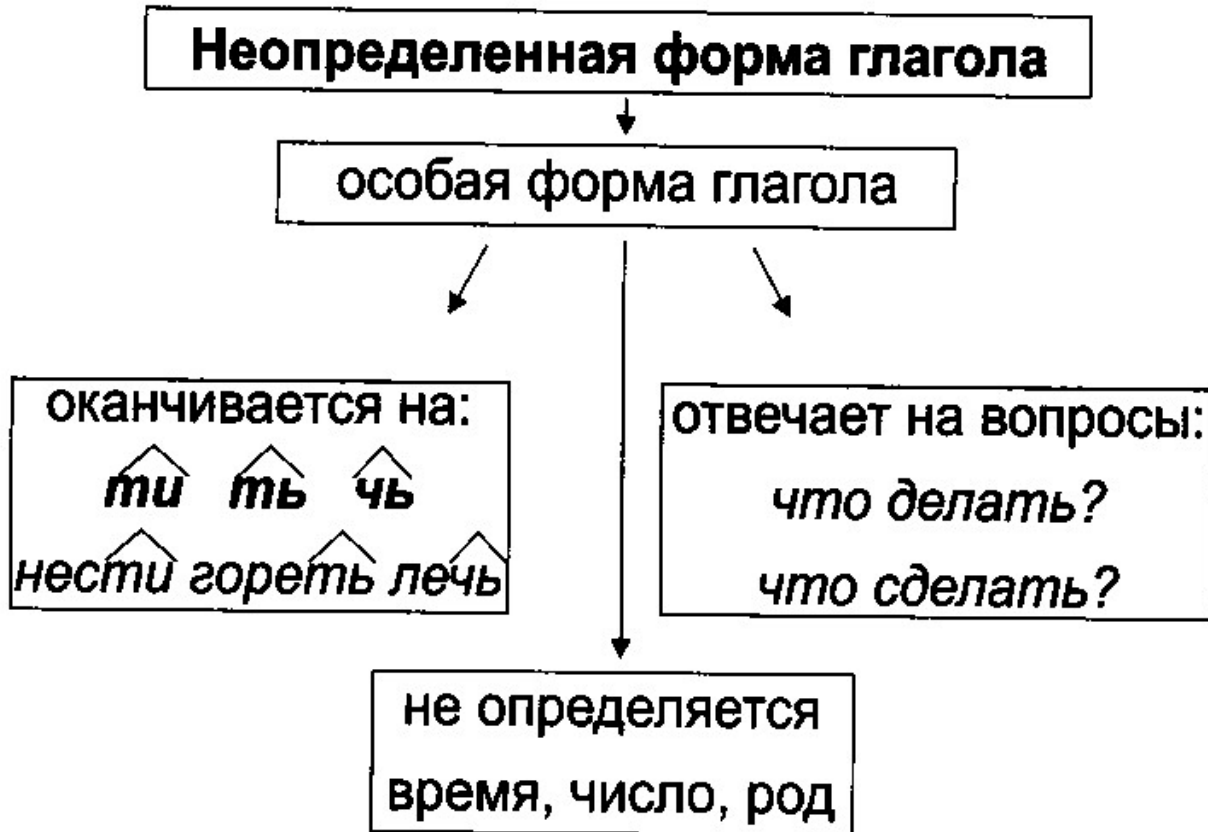 Неопределенная форма глагола
особая форма глагола
оканчивается на:
ти ть чь
нести гореть лечь
отвечает на вопросы:
что делать?
что сделать?
не определяется
время, число, род